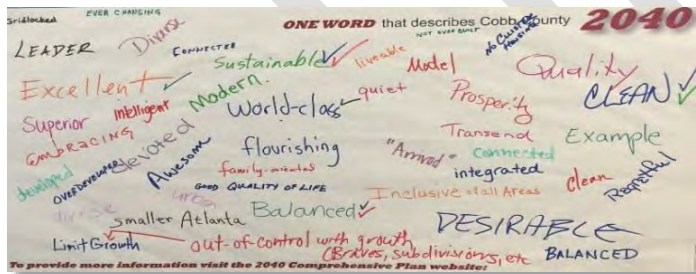 Gridlocked
EVER CHANGING
ONE WORD that describes Cobb County 2040
NOT OVER BUILT
LEADER
Diverse
CONNECTED
Sustainable ✓✓
liveable
Model
NO CLUSTER HOUSING
Quality
Excellent ✓
Intelligent
Modern.
World-class ✓
quiet
Prosperity
CLEAN ✓✓
Superior
EMBRACING
elevated
Awesome
flourishing
"Arrived"
Transend
connected
Example
developed
OVERDEVELOPED
family-oriented
integrated
clean
Regretful
diverse
urban
GOOD QUALITY OF LIFE
Inclusive of all Areas
smaller Atlanta
Balanced ✓
DESIRABLE
Limit Growth
out-of-control with growth
(Braves, subdivisions, etc
BALANCED
To provide more information visit the 2040 Comprehensive Plan website: